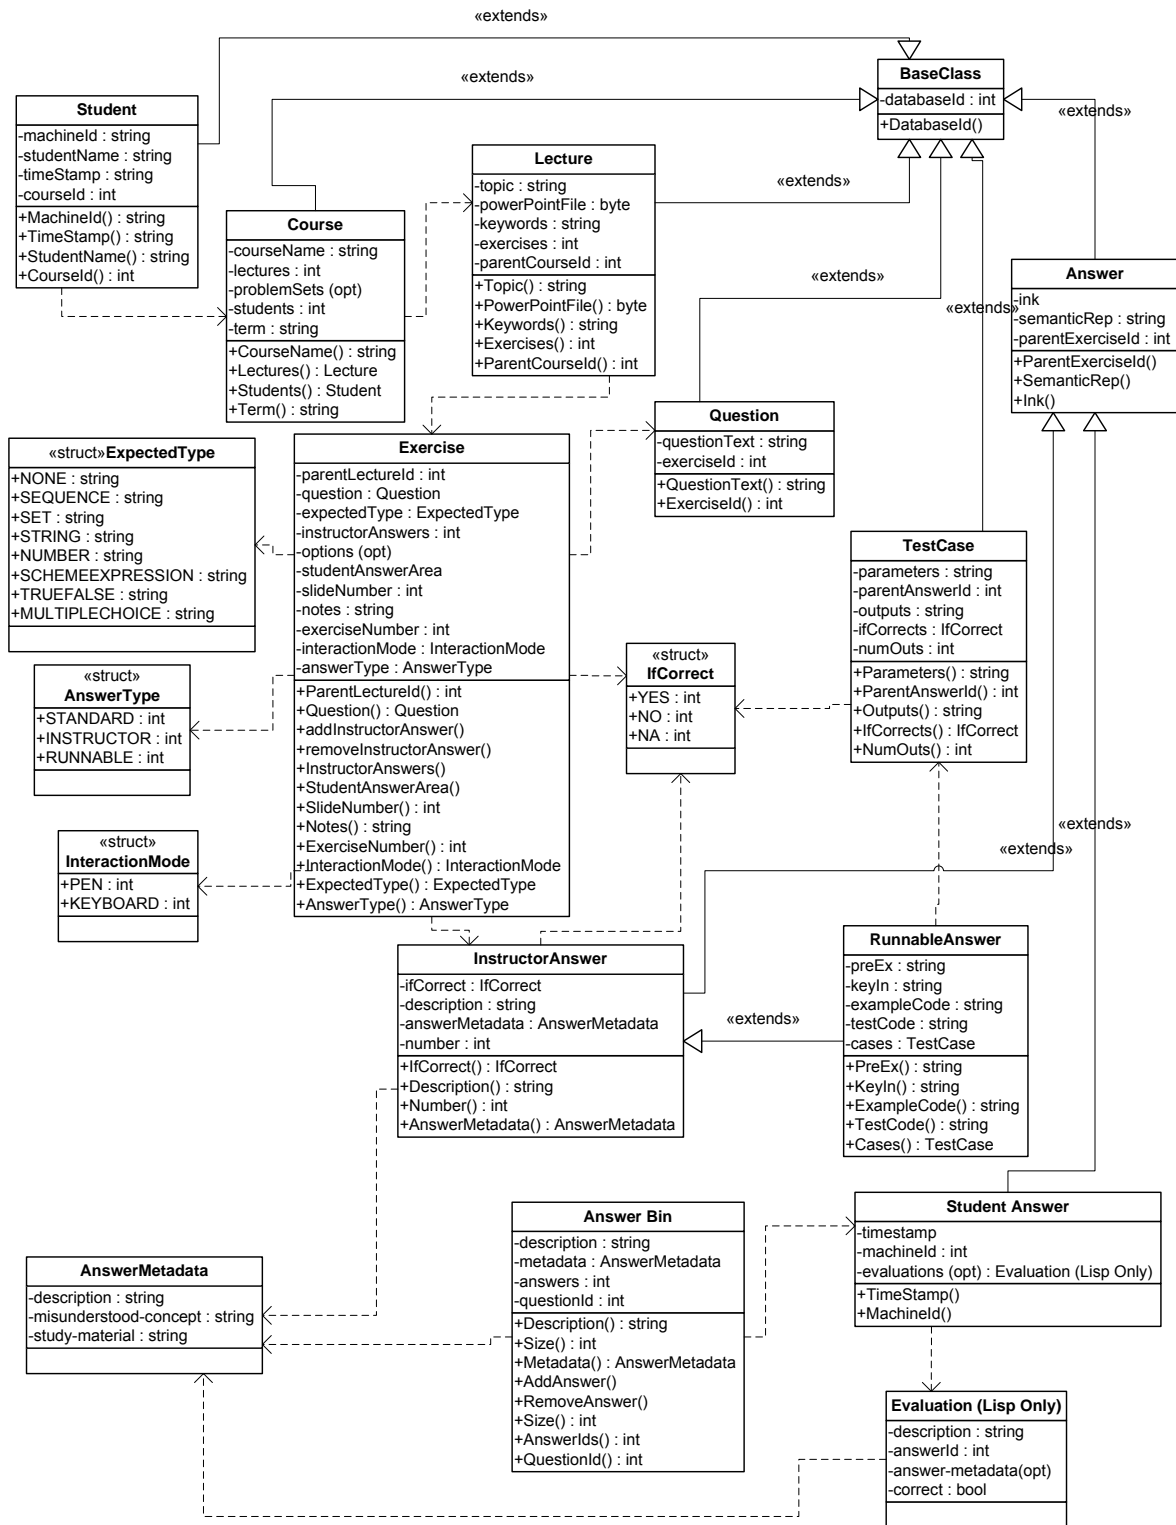 «extends»
BaseClass
-databaseId : int
+DatabaseId()
«extends»
«extends»
Student
-machineId : string
-studentName : string
-timeStamp : string
-courseId : int
+MachineId() : string
+TimeStamp() : string
+StudentName() : string
+CourseId() : int
Lecture
-topic : string
-powerPointFile : byte
-keywords : string
-exercises : int
-parentCourseId : int
+Topic() : string
+PowerPointFile() : byte
+Keywords() : string
+Exercises() : int
+ParentCourseId() : int
«extends»
Course
-courseName : string
-lectures : int
-problemSets (opt)
-students : int
-term : string
+CourseName() : string
+Lectures() : Lecture
+Students() : Student
+Term() : string
«extends»
«extends»
Answer
-ink
-semanticRep : string
-parentExerciseId : int
+ParentExerciseId()
+SemanticRep()
+Ink()
Question
-questionText : string
-exerciseId : int
+QuestionText() : string
+ExerciseId() : int
«struct»ExpectedType
+NONE : string
+SEQUENCE : string
+SET : string
+STRING : string
+NUMBER : string
+SCHEMEEXPRESSION : string
+TRUEFALSE : string
+MULTIPLECHOICE : string
Exercise
-parentLectureId : int
-question : Question
-expectedType : ExpectedType
-instructorAnswers : int
-options (opt)
-studentAnswerArea
-slideNumber : int
-notes : string
-exerciseNumber : int
-interactionMode : InteractionMode
-answerType : AnswerType
+ParentLectureId() : int
+Question() : Question
+addInstructorAnswer()
+removeInstructorAnswer()
+InstructorAnswers()
+StudentAnswerArea()
+SlideNumber() : int
+Notes() : string
+ExerciseNumber() : int
+InteractionMode() : InteractionMode
+ExpectedType() : ExpectedType
+AnswerType() : AnswerType
TestCase
-parameters : string
-parentAnswerId : int
-outputs : string
-ifCorrects : IfCorrect
-numOuts : int
+Parameters() : string
+ParentAnswerId() : int
+Outputs() : string
+IfCorrects() : IfCorrect
+NumOuts() : int
«struct»
IfCorrect
+YES : int
+NO : int
+NA : int
«struct»
AnswerType
+STANDARD : int
+INSTRUCTOR : int
+RUNNABLE : int
«struct»
InteractionMode
+PEN : int
+KEYBOARD : int
«extends»
«extends»
InstructorAnswer
-ifCorrect : IfCorrect
-description : string
-answerMetadata : AnswerMetadata
-number : int
+IfCorrect() : IfCorrect
+Description() : string
+Number() : int
+AnswerMetadata() : AnswerMetadata
«extends»
RunnableAnswer
-preEx : string
-keyIn : string
-exampleCode : string
-testCode : string
-cases : TestCase
+PreEx() : string
+KeyIn() : string
+ExampleCode() : string
+TestCode() : string
+Cases() : TestCase
Student Answer
-timestamp
-machineId : int
-evaluations (opt) : Evaluation (Lisp Only)
+TimeStamp()
+MachineId()
Answer Bin
-description : string
-metadata : AnswerMetadata
-answers : int
-questionId : int
+Description() : string
+Size() : int
+Metadata() : AnswerMetadata
+AddAnswer()
+RemoveAnswer()
+Size() : int
+AnswerIds() : int
+QuestionId() : int
AnswerMetadata
-description : string
-misunderstood-concept : string
-study-material : string
Evaluation (Lisp Only)
-description : string
-answerId : int
-answer-metadata(opt)
-correct : bool